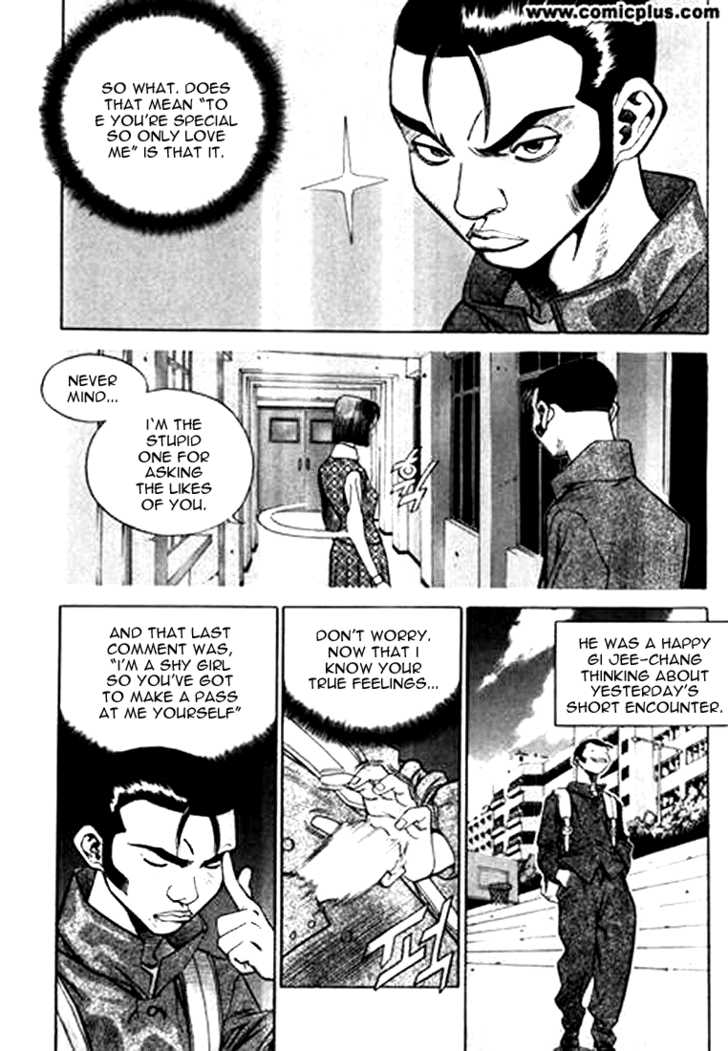 www.comicplus.com
SO WHAT. DOES
THAT MEAN "TO
E YOU'RE SPECIAL
SO ONLY LOVE
ME" IS THAT IT.
NEVER
MIND...
I'M THE
STUPID
ONE FOR
ASKING
THE LIKES
OF YOU.
휙
AND THAT LAST
COMMENT WAS,
"I'M A SHY GIRL
SO YOU'VE GOT
TO MAKE A PASS
AT ME YOURSELF"
DON'T WORRY.
NOW THAT I
KNOW YOUR
TRUE FEELINGS...
HE WAS A HAPPY
GI JEE-CHANG
THINKING ABOUT
YESTERDAY'S
SHORT ENCOUNTER.